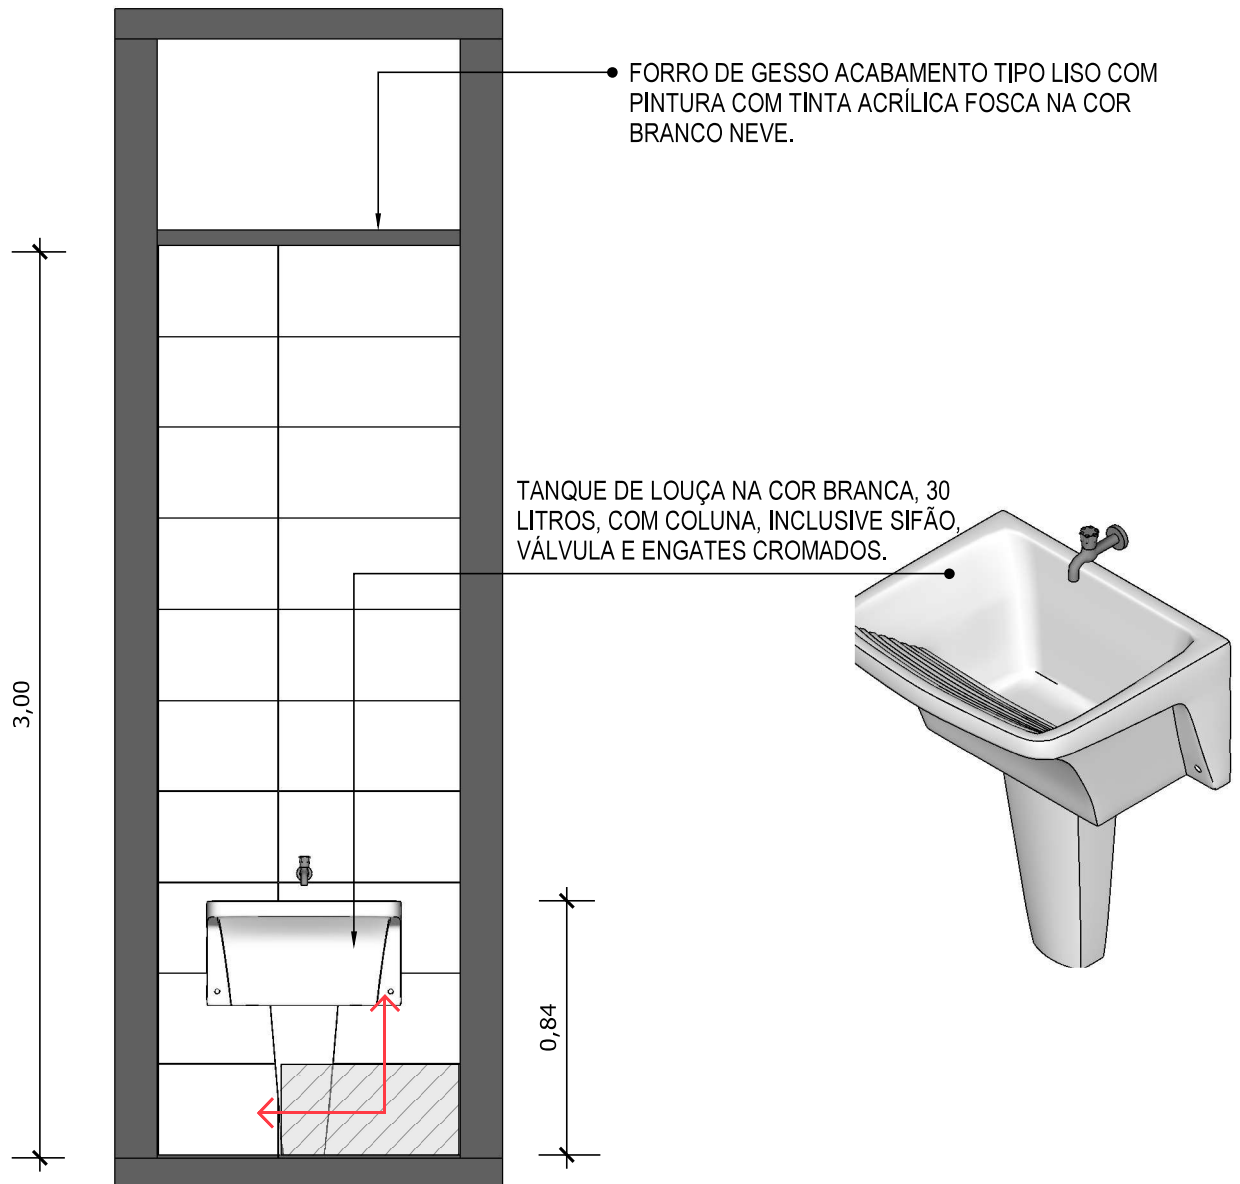 FORRO DE GESSO ACABAMENTO TIPO LISO COM
PINTURA COM TINTA ACRÍLICA FOSCA NA COR
BRANCO NEVE.
TANQUE DE LOUÇA NA COR BRANCA, 30
LITROS, COM COLUNA, INCLUSIVE SIFÃO,
VÁLVULA E ENGATES CROMADOS.
3,00
0,84